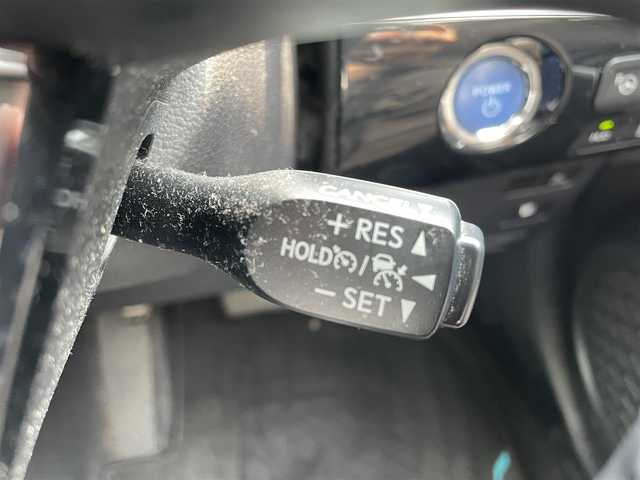 POWER
CANCEL
+ RES ▲
HOLD / ◀
− SET ▼